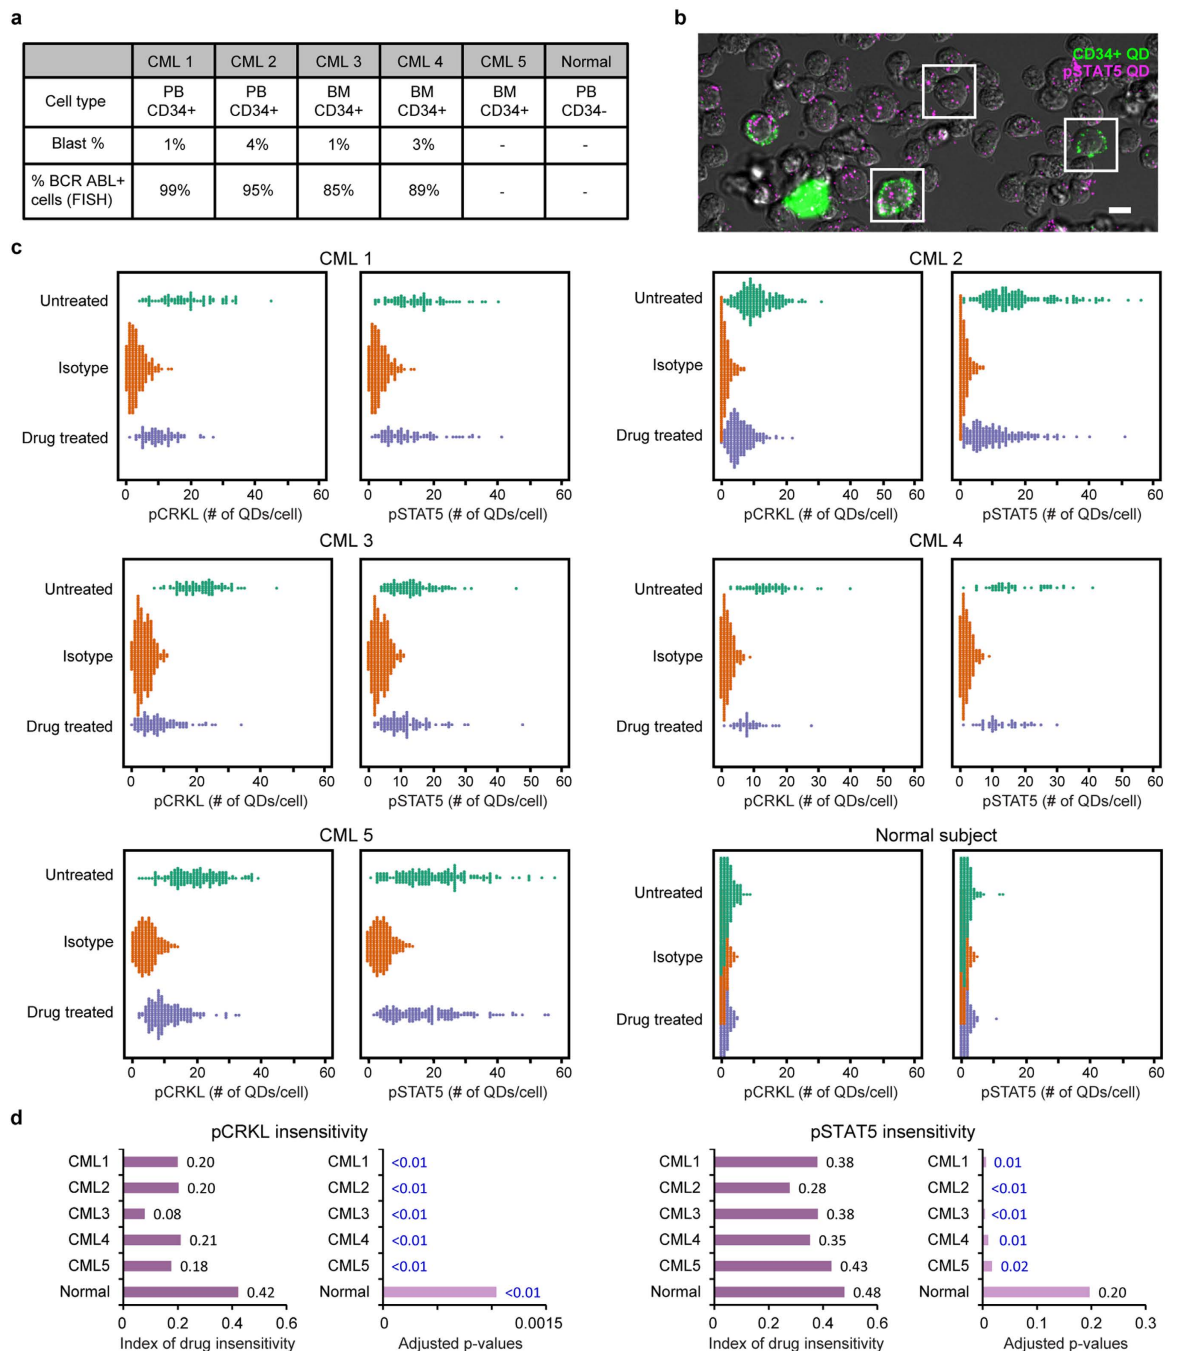 a
CML 1 CML 2 CML 3 CML 4 CML 5 Normal
Cell type PB CD34+ PB CD34+ BM CD34+ BM CD34+ BM CD34+ PB CD34-
Blast % 1% 4% 1% 3% - -
% BCR ABL+ cells (FISH) 99% 95% 85% 89% - -
b
CD34+ QD
pSTAT5 QD
c
CML 1
Untreated
Isotype
Drug treated
0 20 40 60
pCRKL (# of QDs/cell)
0 20 40 60
pSTAT5 (# of QDs/cell)
CML 2
Untreated
Isotype
Drug treated
0 20 40 60
pCRKL (# of QDs/cell)
0 20 40 60
pSTAT5 (# of QDs/cell)
CML 3
Untreated
Isotype
Drug treated
0 20 40 60
pCRKL (# of QDs/cell)
0 10 20 30 40 50 60
pSTAT5 (# of QDs/cell)
CML 4
Untreated
Isotype
Drug treated
0 10 20 30 40 50 60
pCRKL (# of QDs/cell)
0 10 20 30 40 50 60
pSTAT5 (# of QDs/cell)
CML 5
Untreated
Isotype
Drug treated
0 20 40 60
pCRKL (# of QDs/cell)
0 20 40 60
pSTAT5 (# of QDs/cell)
Normal subject
Untreated
Isotype
Drug treated
0 20 40 60
pCRKL (# of QDs/cell)
0 20 40 60
pSTAT5 (# of QDs/cell)
d
pCRKL insensitivity
CML1 0.20
CML2 0.20
CML3 0.08
CML4 0.21
CML5 0.18
Normal 0.42
0 0.2 0.4 0.6
Index of drug insensitivity
CML1 <0.01
CML2 <0.01
CML3 <0.01
CML4 <0.01
CML5 <0.01
Normal <0.01
0 0.0015
Adjusted p-values
pSTAT5 insensitivity
CML1 0.38
CML2 0.28
CML3 0.38
CML4 0.35
CML5 0.43
Normal 0.48
0 0.2 0.4 0.6
Index of drug insensitivity
CML1 0.01
CML2 <0.01
CML3 <0.01
CML4 0.01
CML5 0.02
Normal 0.20
0 0.1 0.2 0.3
Adjusted p-values